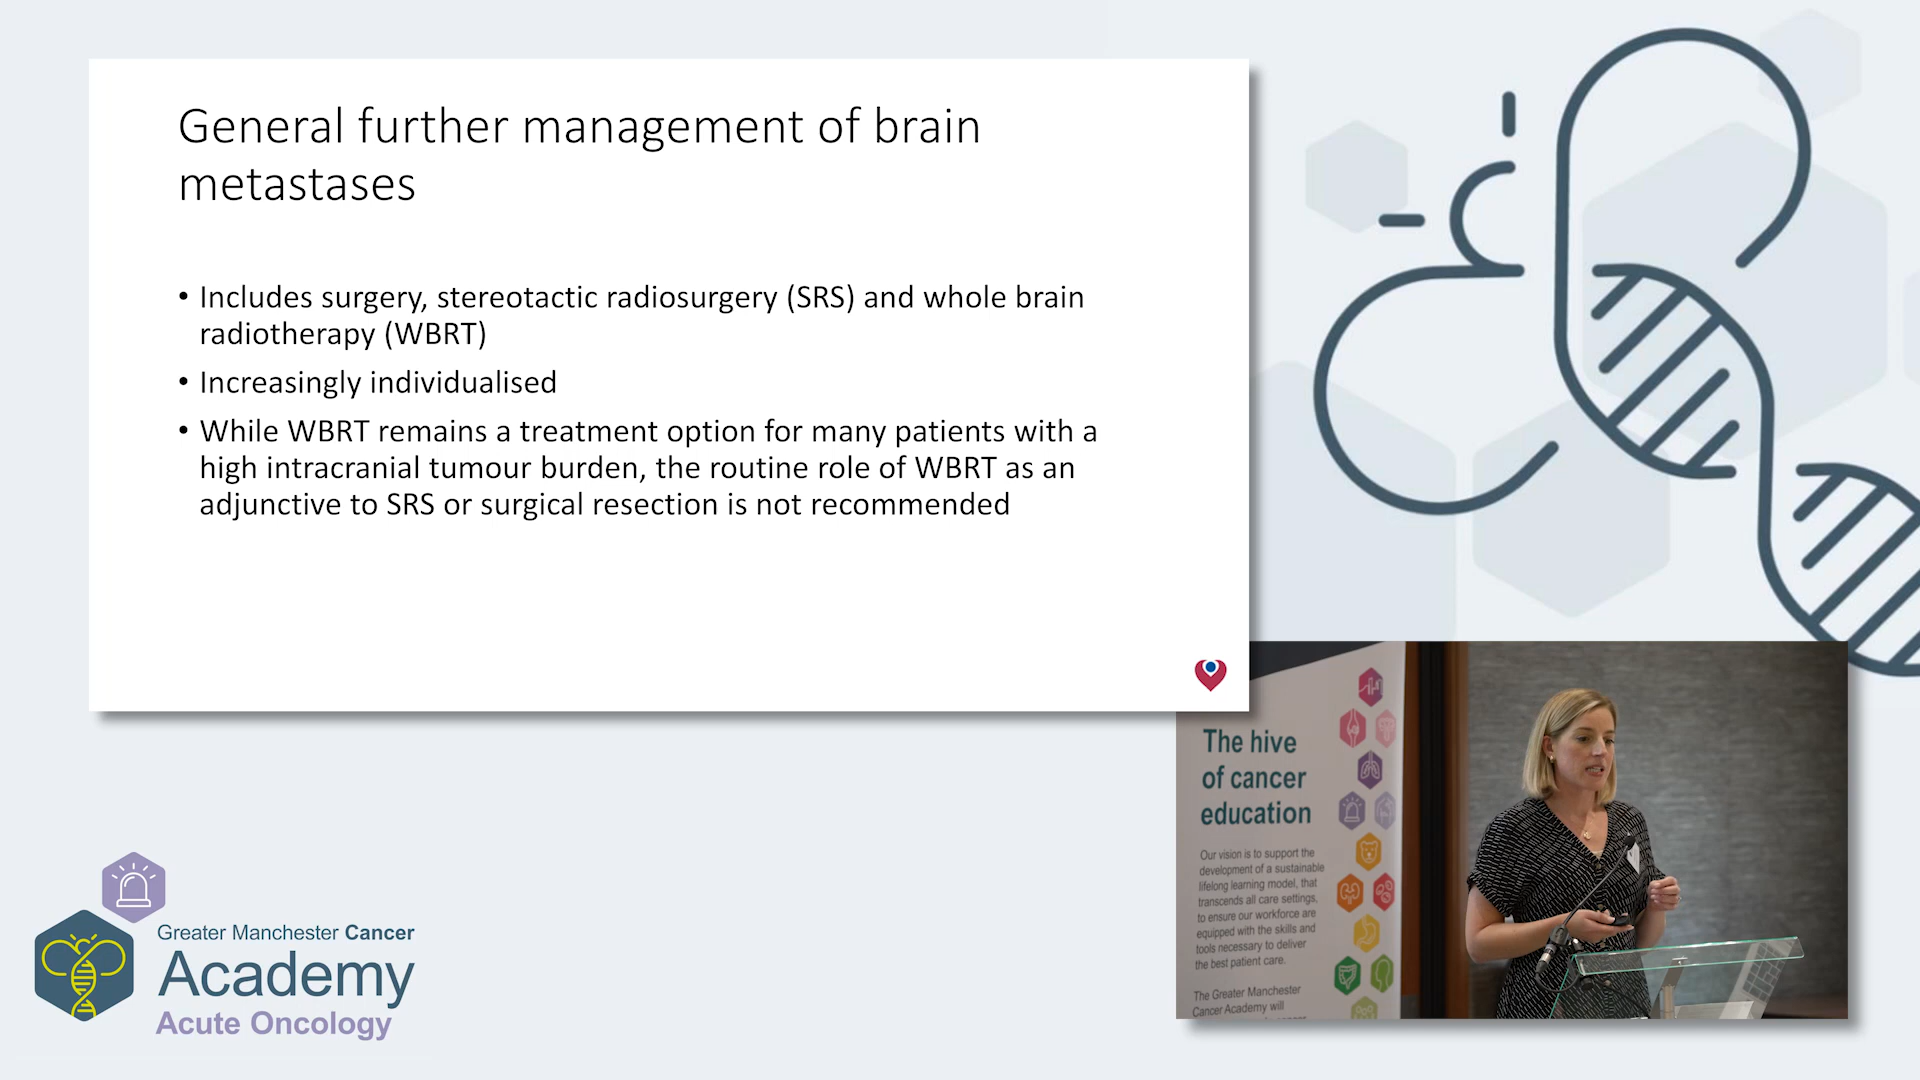 General further management of brain
metastases
• Includes surgery, stereotactic radiosurgery (SRS) and whole brain
radiotherapy (WBRT)
• Increasingly individualised
• While WBRT remains a treatment option for many patients with a
high intracranial tumour burden, the routine role of WBRT as an
adjunctive to SRS or surgical resection is not recommended
The hive
of cancer
education
Our vision is to support the
development of a sustainable
lifelong learning model, that
transcends all care settings,
to ensure our workforce are
equipped with the skills and
tools necessary to deliver
the best patient care.
The Greater Manchester
Cancer Academy will
Greater Manchester Cancer
Academy
Acute Oncology